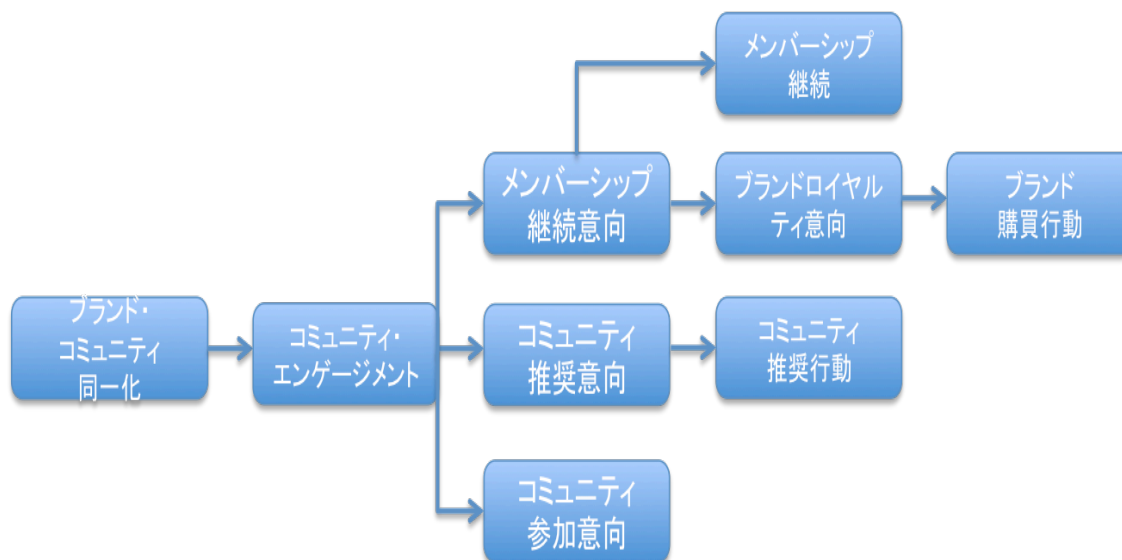 メンバーシップ
継続
メンバーシップ
継続意向
ブランドロイヤル
ティ意向
ブランド
購買行動
ブランド・
コミュニティ
同一化
コミュニティ・
エンゲージメント
コミュニティ
推奨意向
コミュニティ
推奨行動
コミュニティ
参加意向